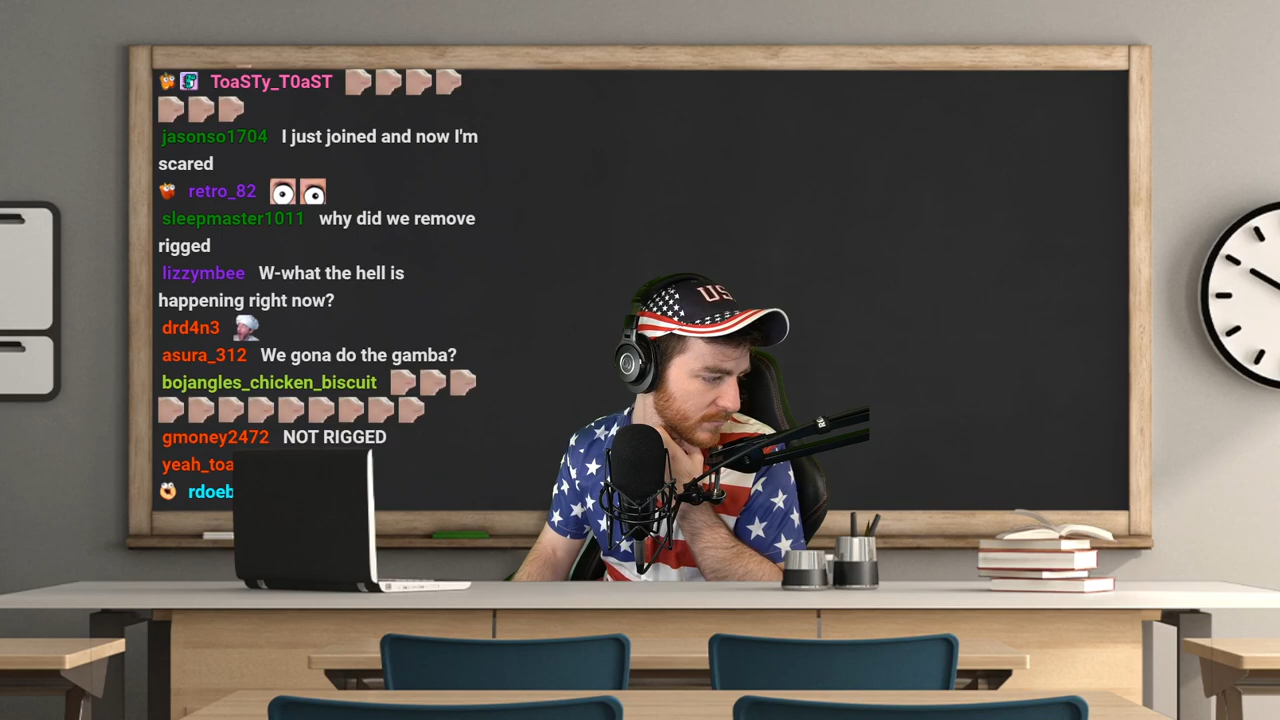 ToaSTy_T0aST
jasonso1704 I just joined and now I'm
scared
retro_82
sleepmaster1011 why did we remove
rigged
lizzymbee W-what the hell is
happening right now?
drd4n3
asura_312 We gona do the gamba?
bojangles_chicken_biscuit
gmoney2472 NOT RIGGED
yeah_toa
rdoeb
US